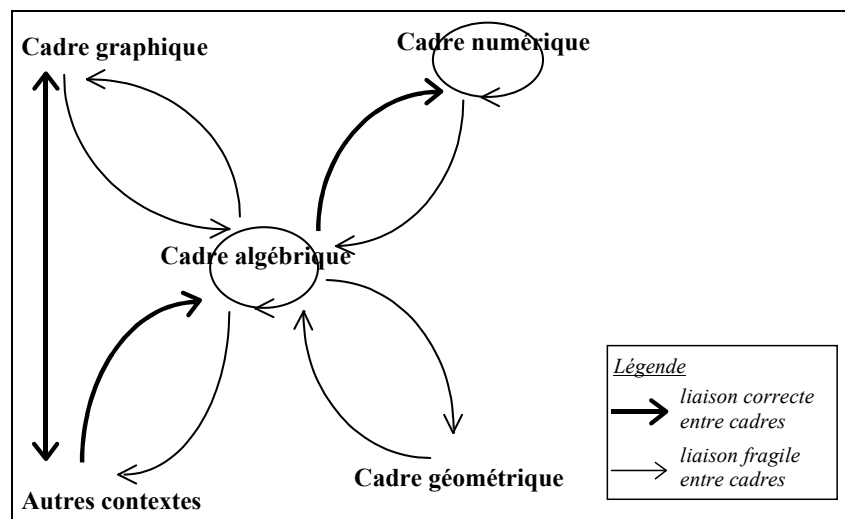 Cadre graphique
Cadre numérique
Cadre algébrique
Cadre géométrique
Autres contextes
Légende
liaison correcte
entre cadres
liaison fragile
entre cadres